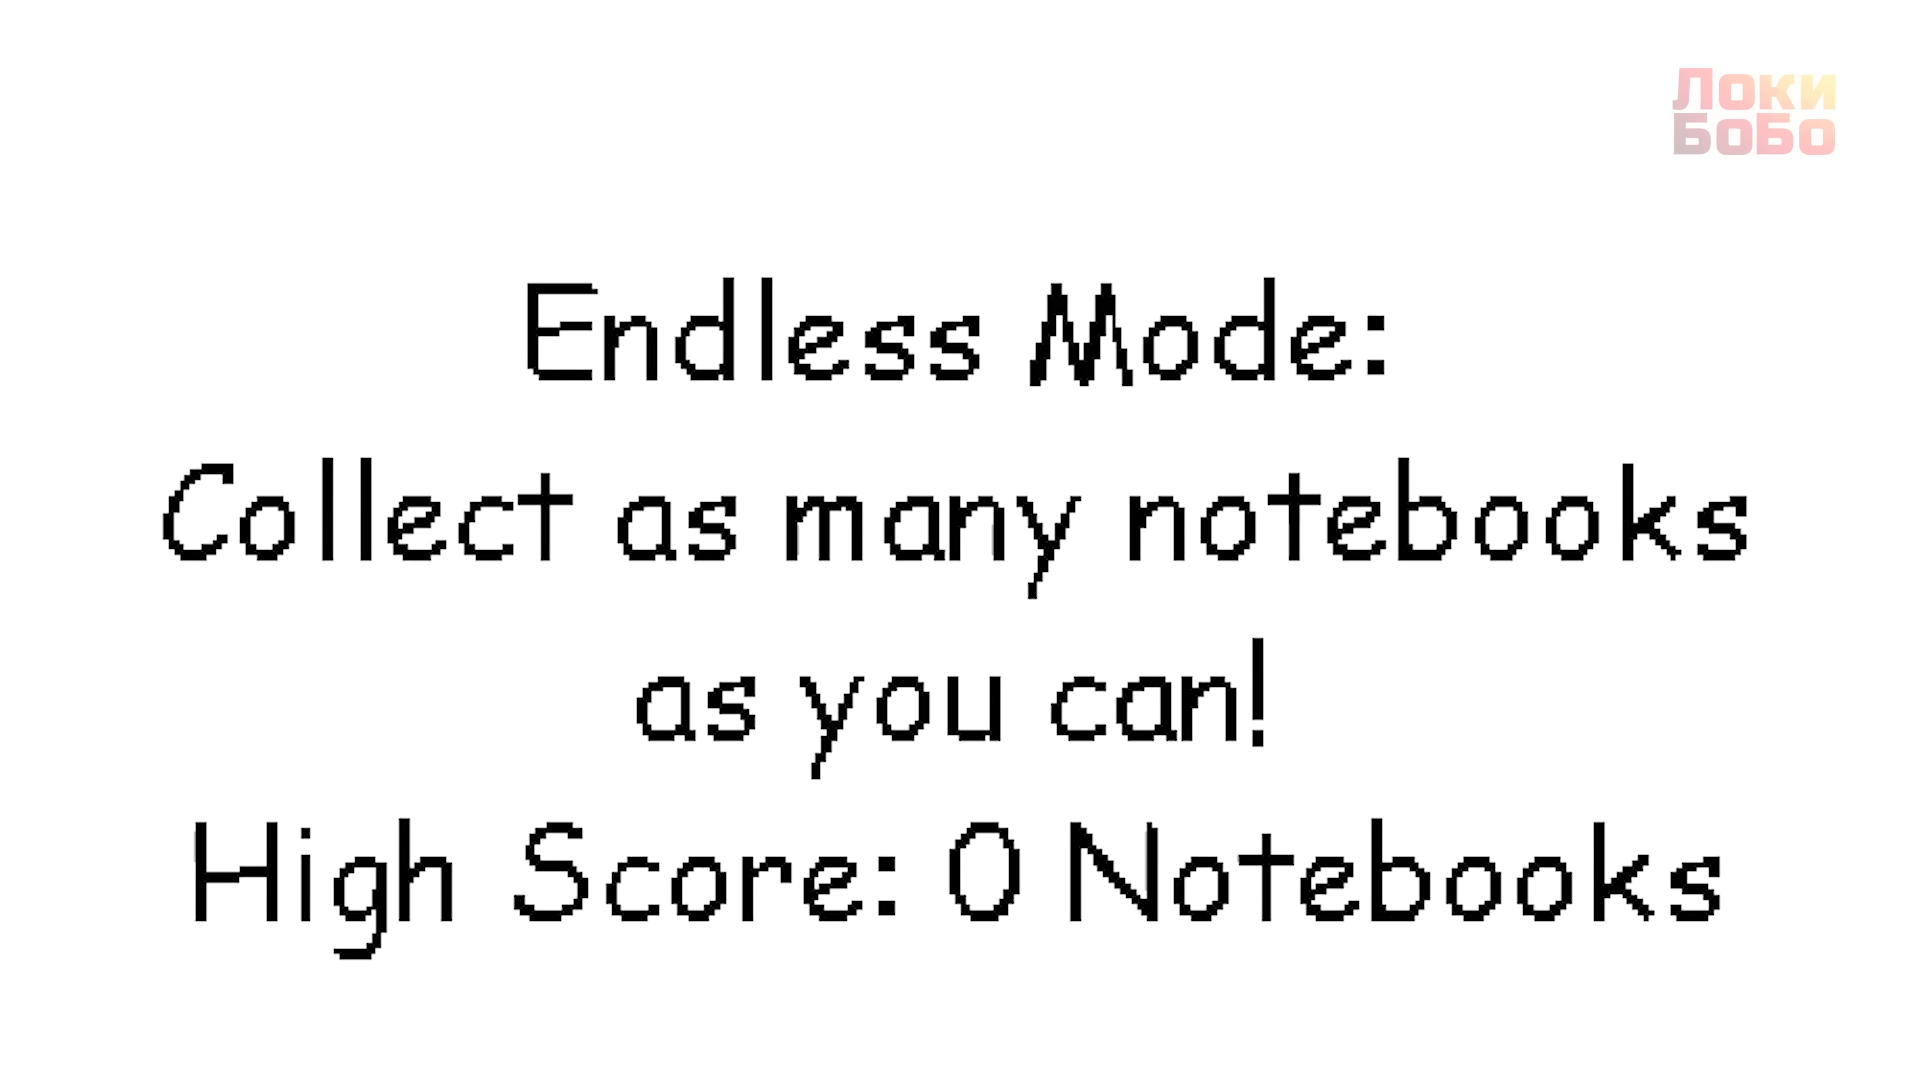 Локи
БоБо
Endless Mode:
Collect as many notebooks
as you can!
High Score: 0 Notebooks